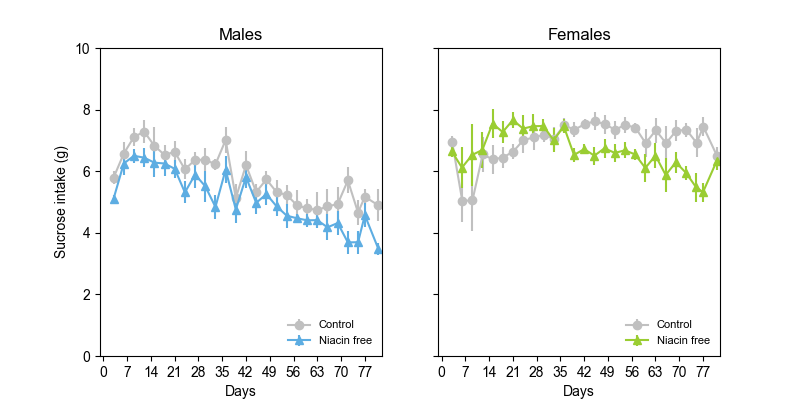 Males
Females
Sucrose intake (g)
10
8
6
4
2
0
Control
Niacin free
Control
Niacin free
0 7 14 21 28 35 42 49 56 63 70 77
0 7 14 21 28 35 42 49 56 63 70 77
Days
Days